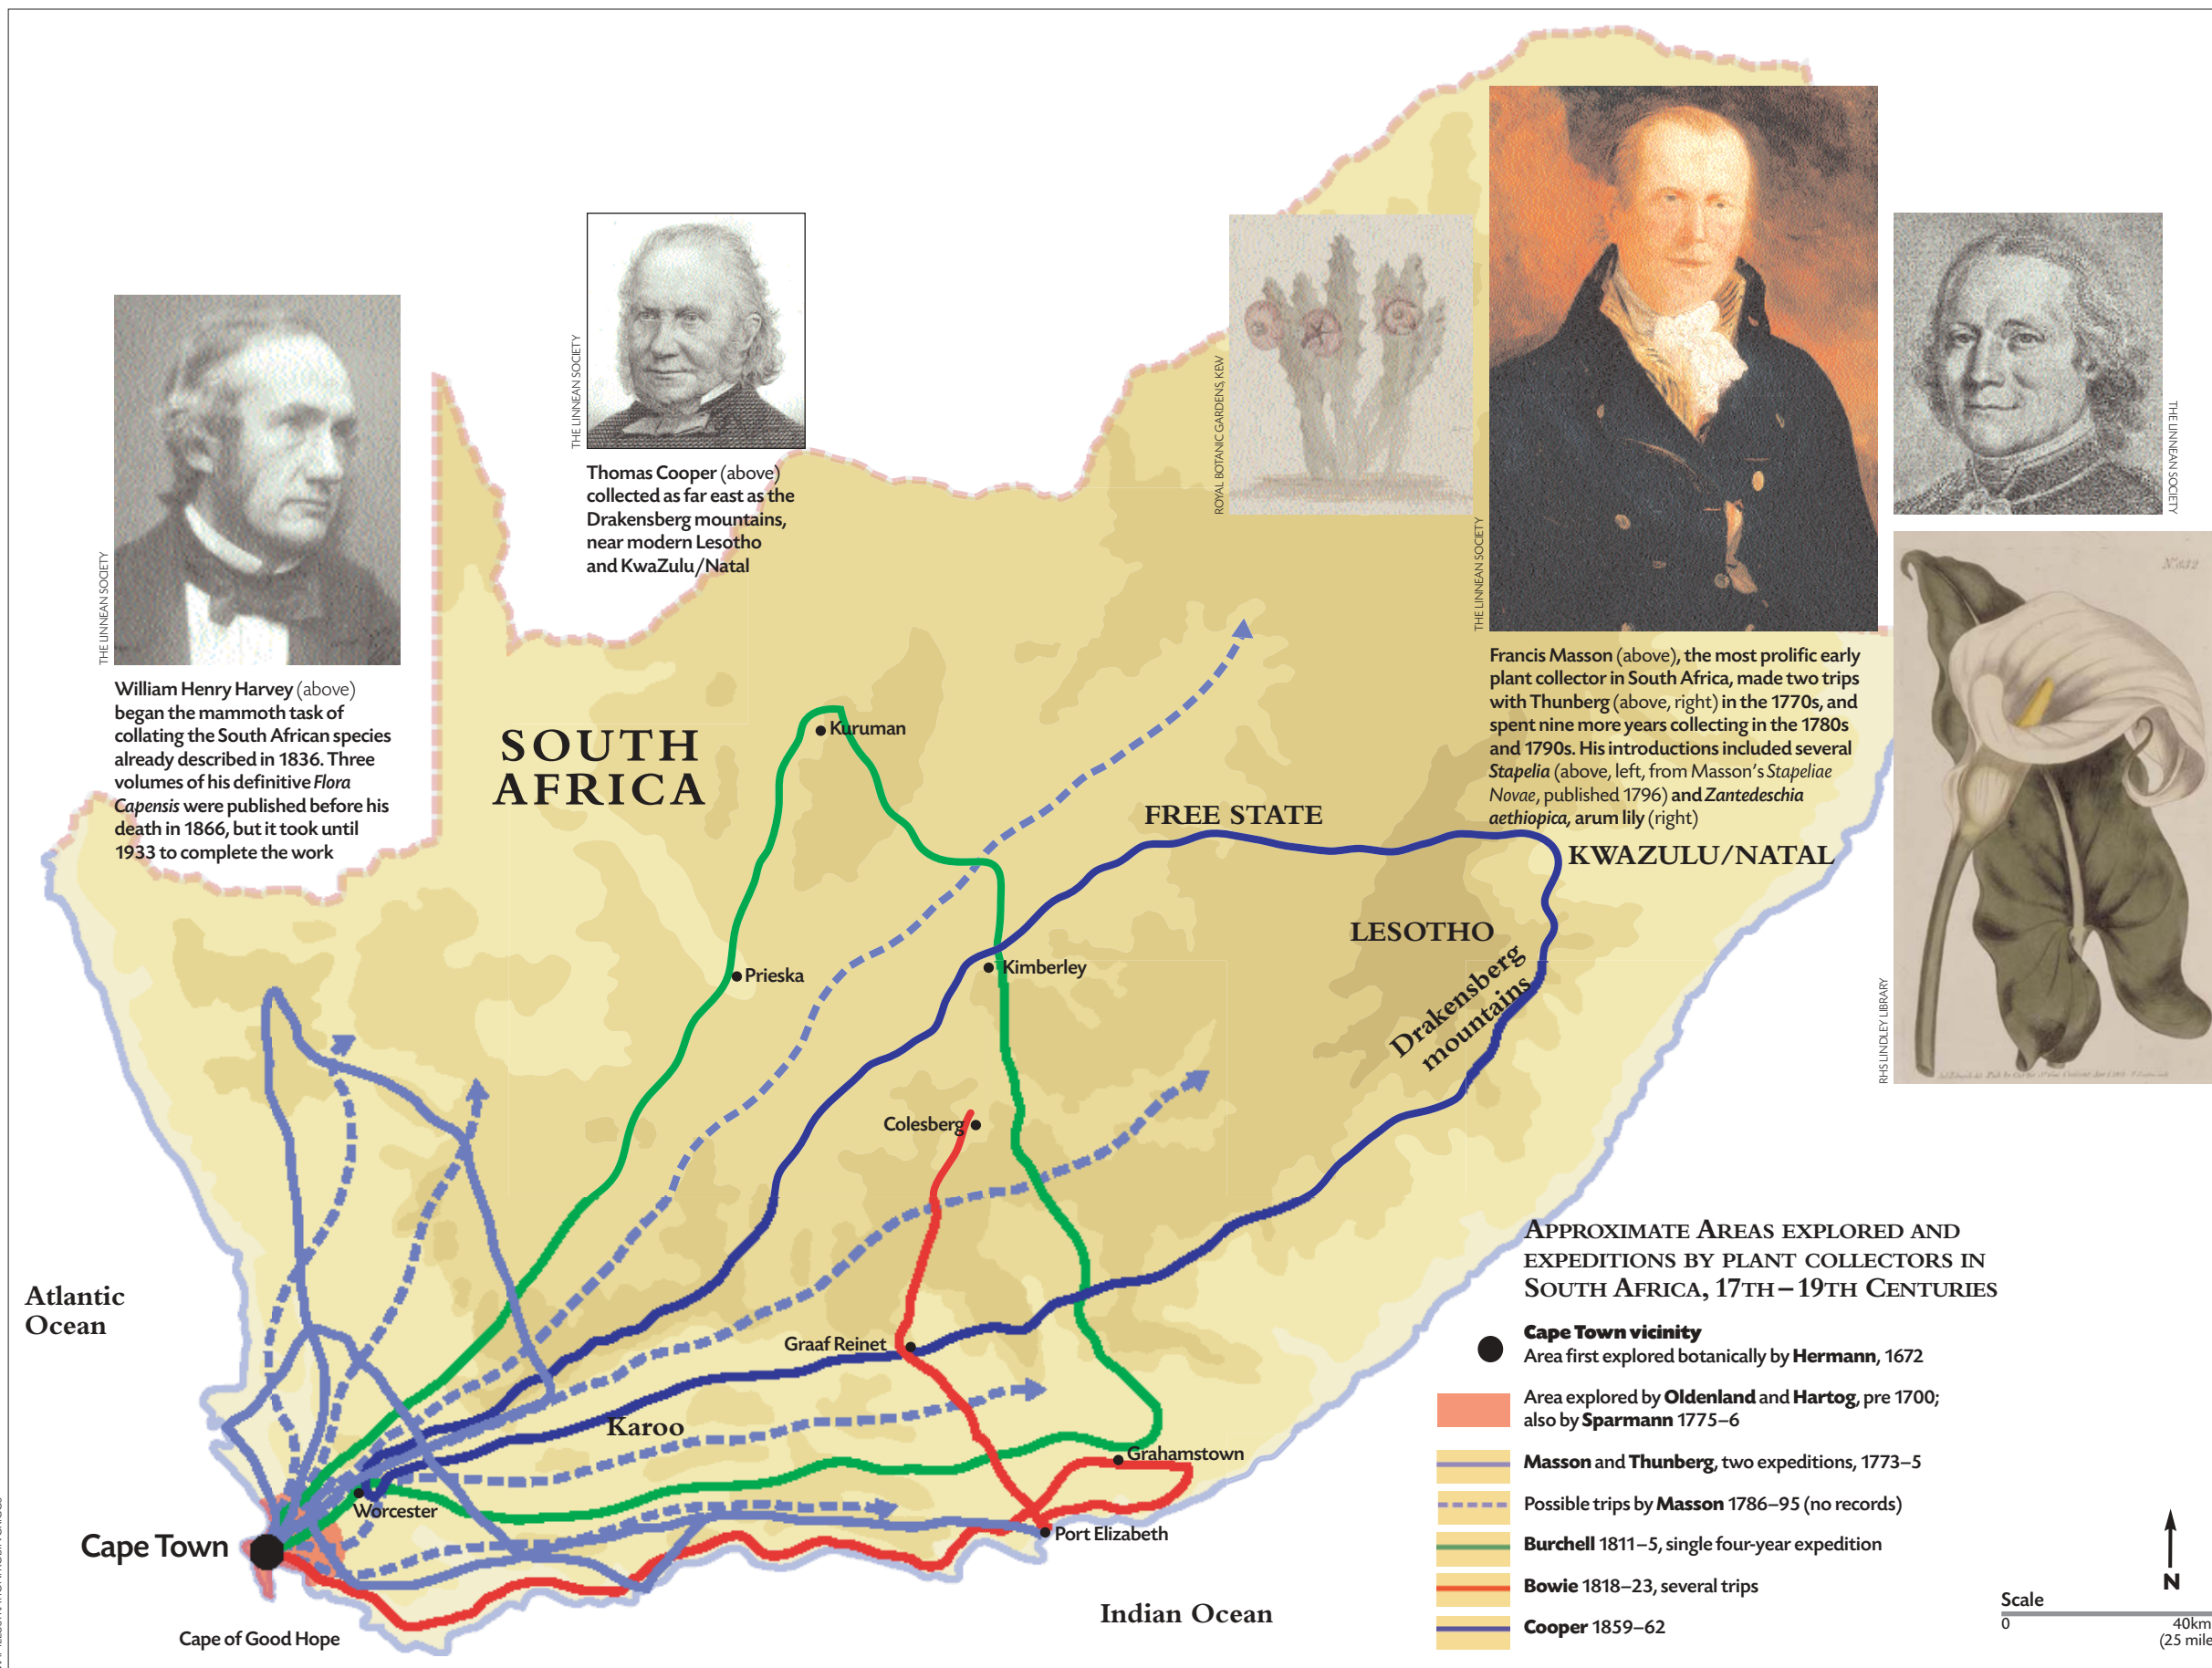 THE LINNEAN SOCIETY
William Henry Harvey (above)
began the mammoth task of
collating the South African species
already described in 1836. Three
volumes of his definitive Flora
Capensis were published before his
death in 1866, but it took until
1933 to complete the work
THE LINNEAN SOCIETY
Thomas Cooper (above)
collected as far east as the
Drakensberg mountains,
near modern Lesotho
and KwaZulu/Natal
ROYAL BOTANIC GARDENS, KEW
THE LINNEAN SOCIETY
THE LINNEAN SOCIETY
Francis Masson (above), the most prolific early
plant collector in South Africa, made two trips
with Thunberg (above, right) in the 1770s, and
spent nine more years collecting in the 1780s
and 1790s. His introductions included several
Stapelia (above, left, from Masson's Stapeliae
Novae, published 1796) and Zantedeschia
aethiopica, arum lily (right)
RHS LINDLEY LIBRARY
SOUTH
AFRICA
Kuruman
FREE STATE
KWAZULU/NATAL
LESOTHO
Drakensberg
mountains
Prieska
Kimberley
Colesberg
Graaf Reinet
Karoo
Grahamstown
Worcester
Port Elizabeth
Cape Town
Cape of Good Hope
Atlantic
Ocean
Indian Ocean
APPROXIMATE AREAS EXPLORED AND
EXPEDITIONS BY PLANT COLLECTORS IN
SOUTH AFRICA, 17TH–19TH CENTURIES
Cape Town vicinity
Area first explored botanically by Hermann, 1672
Area explored by Oldenland and Hartog, pre 1700;
also by Sparmann 1775–6
Masson and Thunberg, two expeditions, 1773–5
Possible trips by Masson 1786–95 (no records)
Burchell 1811–5, single four-year expedition
Bowie 1818–23, several trips
Cooper 1859–62
N
Scale
0
40km
(25 mile